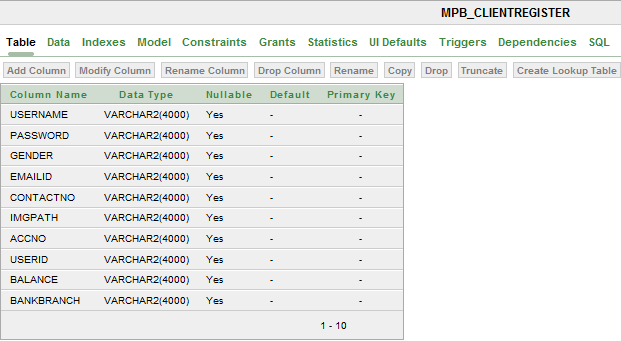 MPB_CLIENTREGISTER
Table Data Indexes Model Constraints Grants Statistics UI Defaults Triggers Dependencies SQL
Add Column Modify Column Rename Column Drop Column Rename Copy Drop Truncate Create Lookup Table
Column Name Data Type Nullable Default Primary Key
USERNAME VARCHAR2(4000) Yes - -
PASSWORD VARCHAR2(4000) Yes - -
GENDER VARCHAR2(4000) Yes - -
EMAILID VARCHAR2(4000) Yes - -
CONTACTNO VARCHAR2(4000) Yes - -
IMGPATH VARCHAR2(4000) Yes - -
ACCNO VARCHAR2(4000) Yes - -
USERID VARCHAR2(4000) Yes - -
BALANCE VARCHAR2(4000) Yes - -
BANKBRANCH VARCHAR2(4000) Yes - -
1 - 10